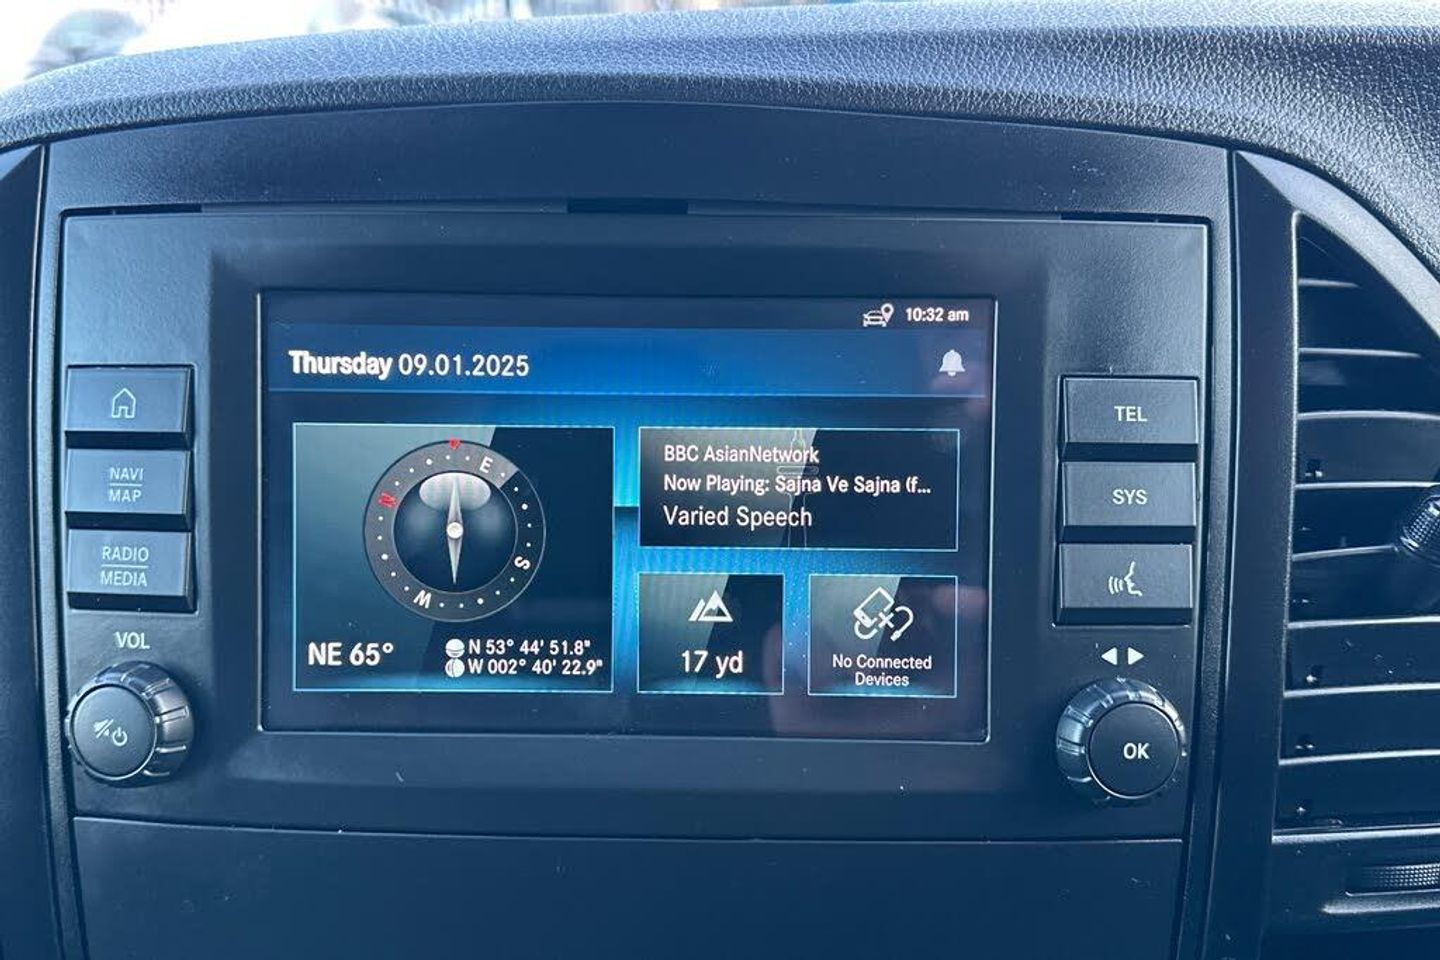 10:32 am
Thursday 09.01.2025
N
E
S
W
NE 65°
N 53° 44' 51.8"
W 002° 40' 22.9"
BBC AsianNetwork
Now Playing: Sajna Ve Sajna (f...
Varied Speech
17 yd
No Connected
Devices
NAVI
MAP
RADIO
MEDIA
VOL
TEL
SYS
OK